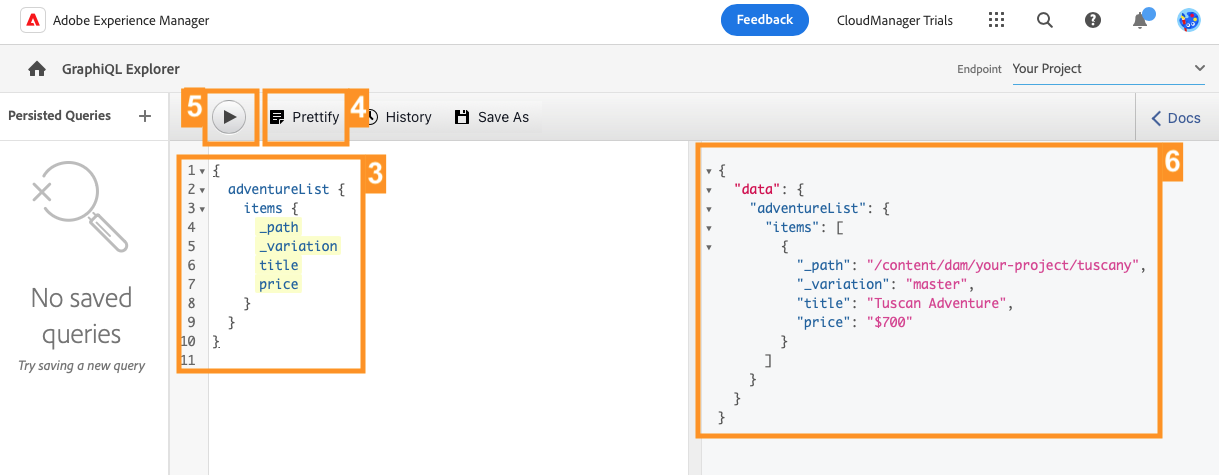 Adobe Experience Manager
Feedback
CloudManager Trials
GraphiQL Explorer
Endpoint Your Project
Persisted Queries +
5
Prettify
4
History
Save As
Docs
No saved
queries
Try saving a new query
3
1 {
2 adventureList {
3 items {
4 _path
5 _variation
6 title
7 price
8 }
9 }
10 }
11
6
{
"data": {
"adventureList": {
"items": [
{
"_path": "/content/dam/your-project/tuscany",
"_variation": "master",
"title": "Tuscan Adventure",
"price": "$700"
}
]
}
}
}